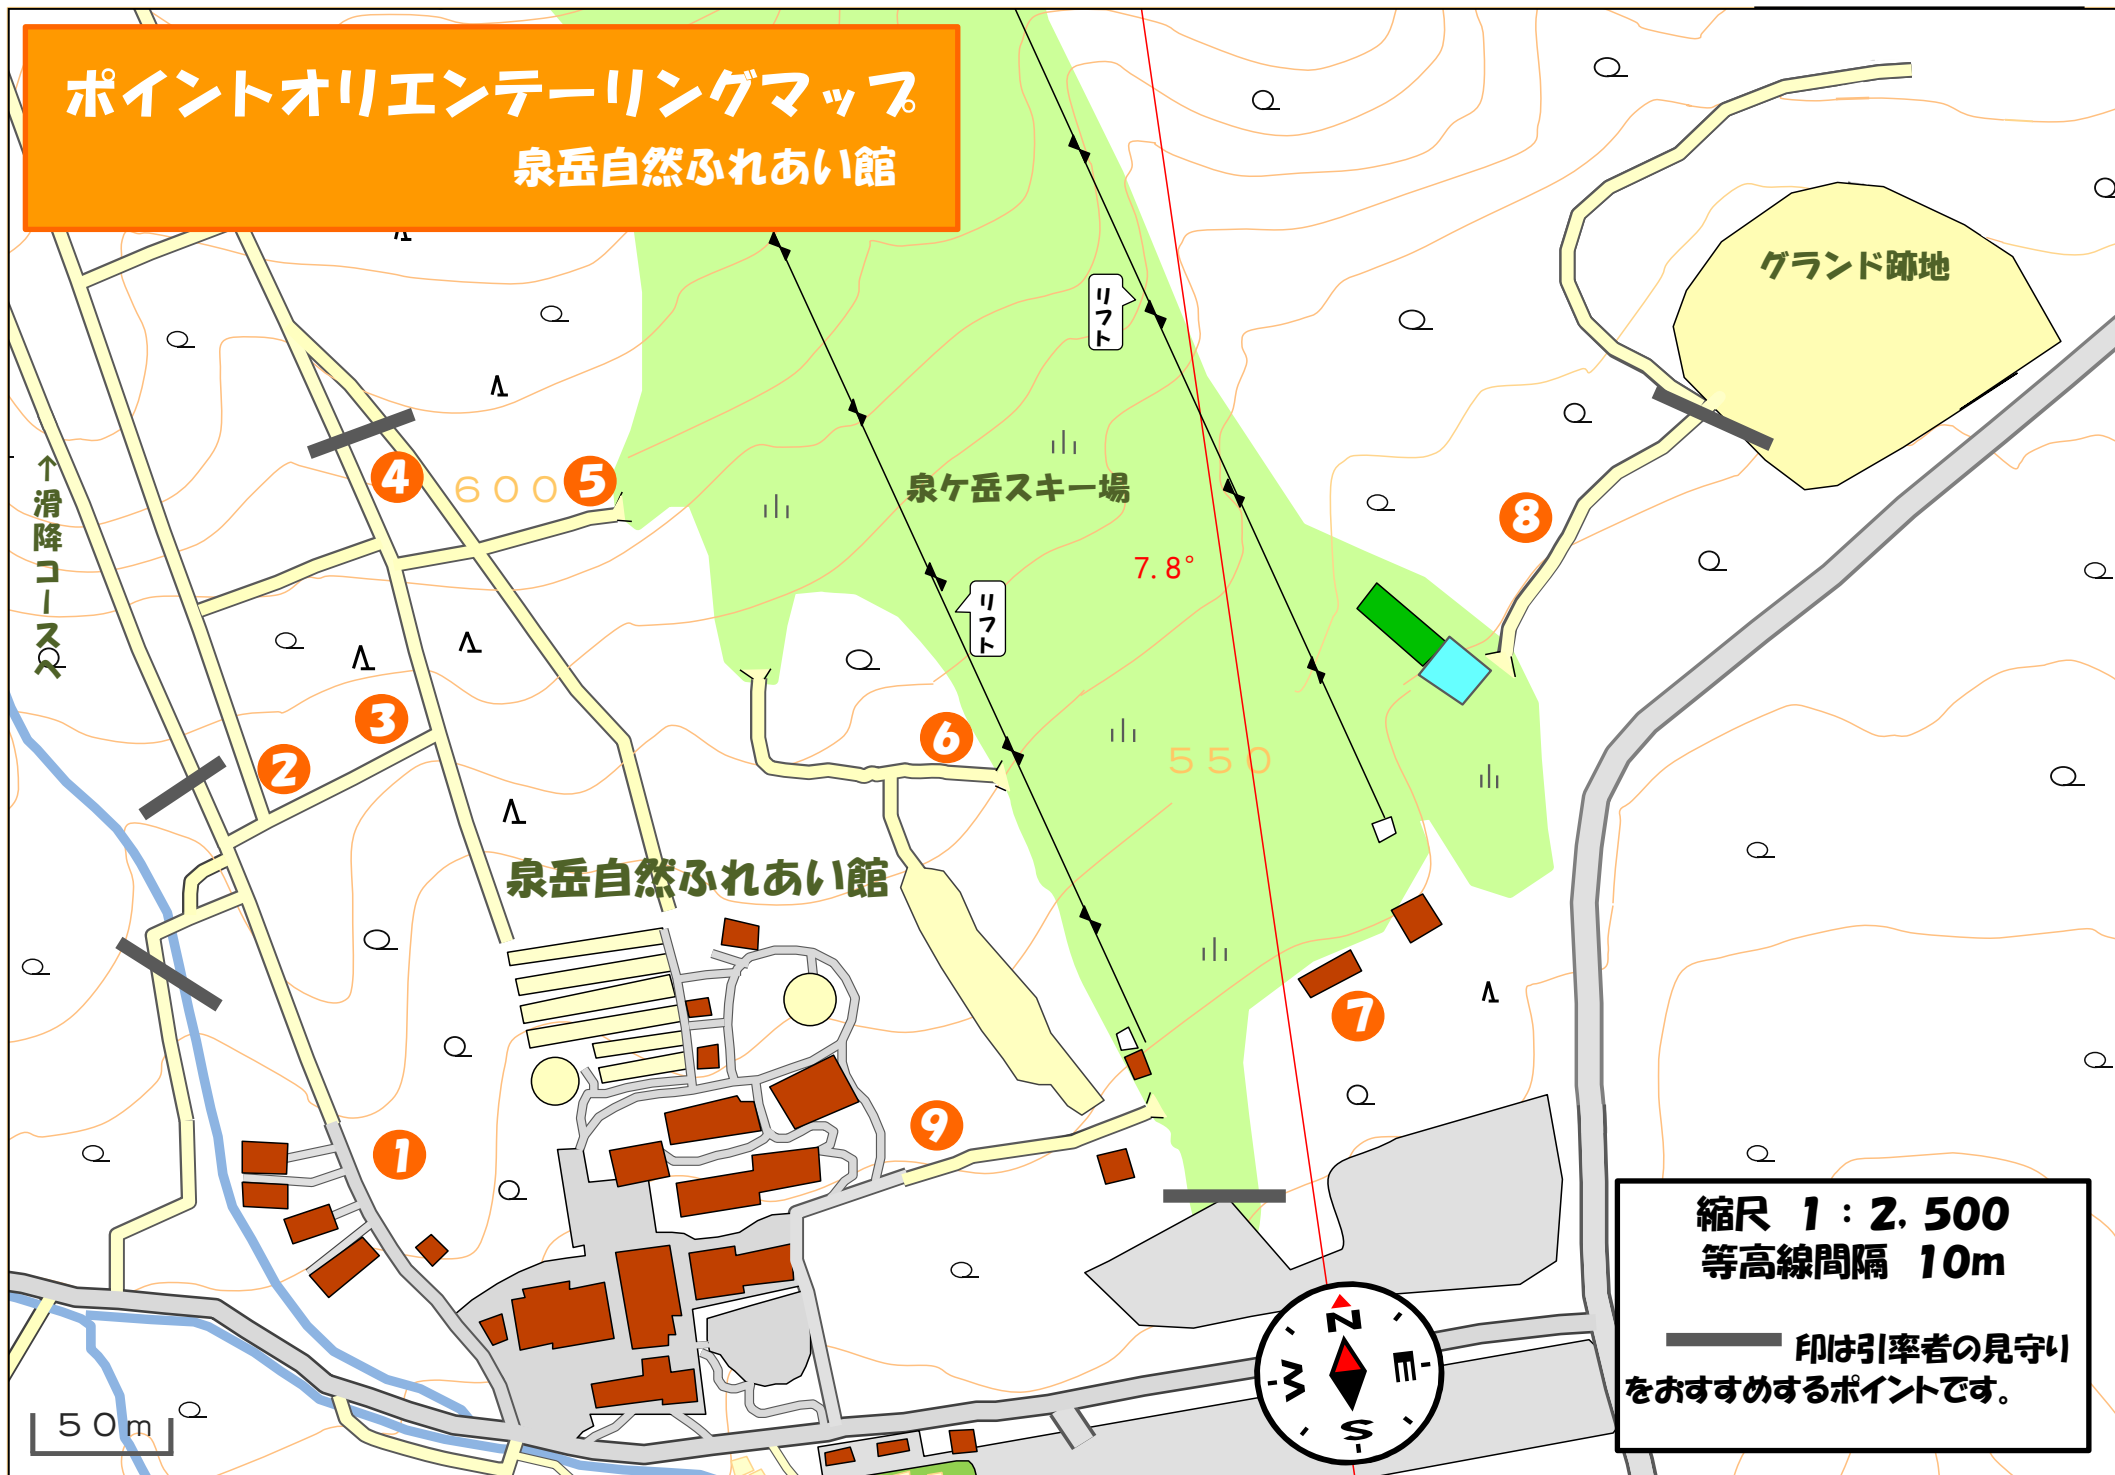 ポイントオリエンテーリングマップ
泉岳自然ふれあい館
グランド跡地
リフト
↑滑降コースへ
4
600
5
泉ケ岳スキー場
8
7.8°
リフト
3
2
6
550
泉岳自然ふれあい館
7
9
1
縮尺 1：2,500
等高線間隔 10m
印は引率者の見守り
をおすすめするポイントです。
N
W
E
S
50m